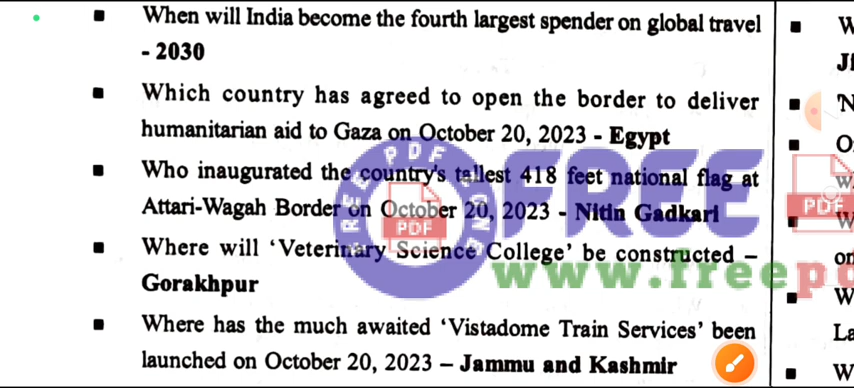 ▪ When will India become the fourth largest spender on global travel
- 2030
▪ Which country has agreed to open the border to deliver
humanitarian aid to Gaza on October 20, 2023 - Egypt
▪ Who inaugurated the country's tallest 418 feet national flag at
Attari-Wagah Border on October 20, 2023 - Nitin Gadkari
▪ Where will ‘Veterinary Science College’ be constructed –
Gorakhpur
▪ Where has the much awaited ‘Vistadome Train Services’ been
launched on October 20, 2023 – Jammu and Kashmir
FREE PDF ZONE
PDF
FREE
www.freepd
PDF